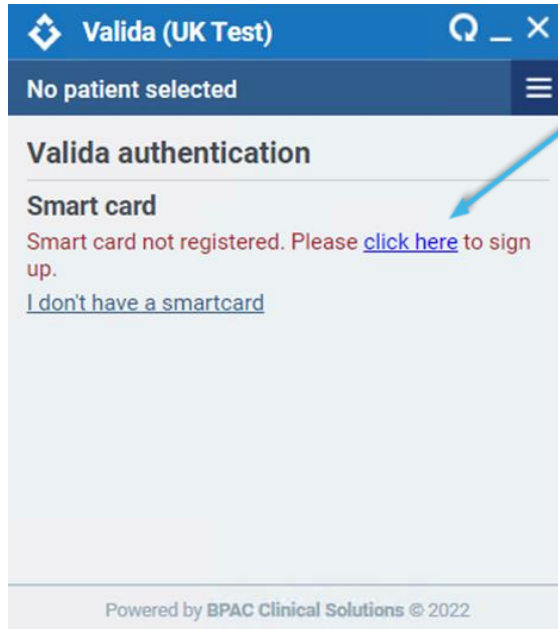 Valida (UK Test)
No patient selected
Valida authentication
Smart card
Smart card not registered. Please click here to sign
up.
I don't have a smartcard
Powered by BPAC Clinical Solutions © 2022